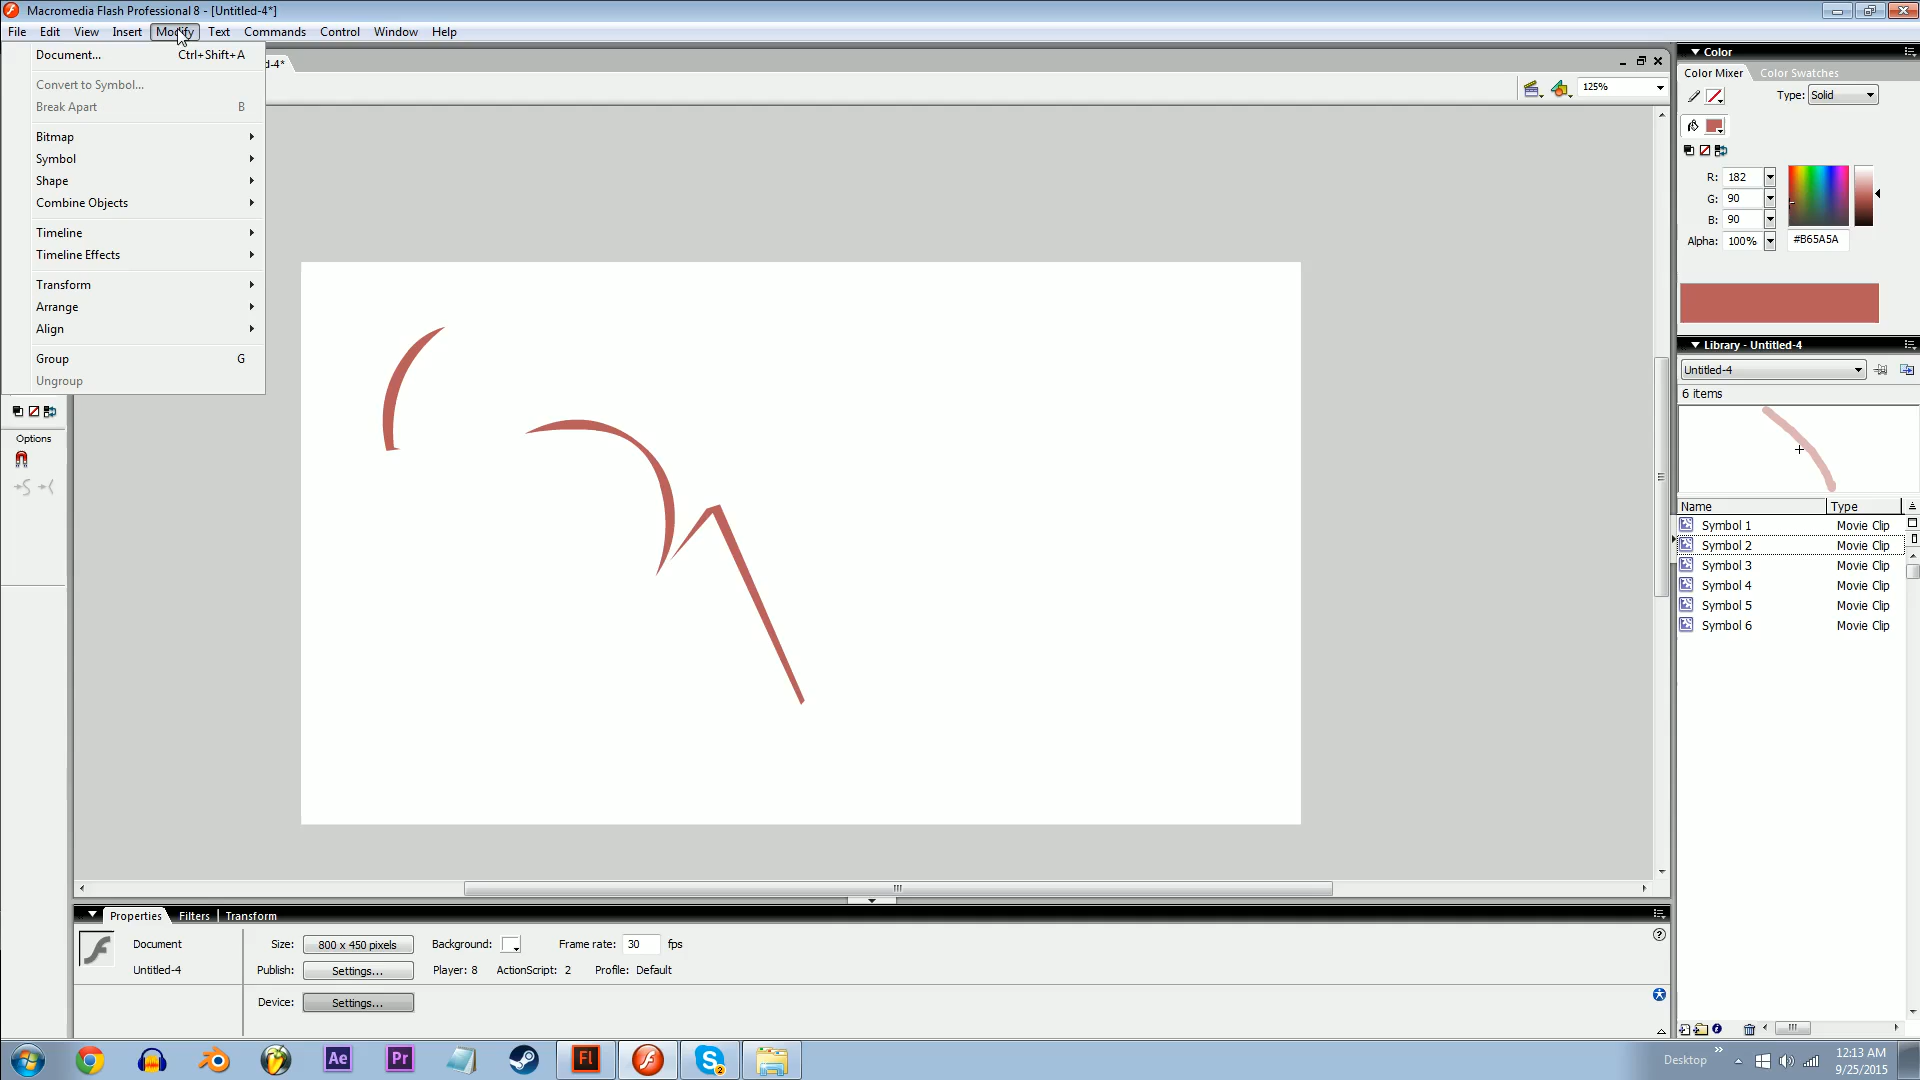 Macromedia Flash Professional 8 - [Untitled-4*]
File Edit View Insert Modify Text Commands Control Window Help
Document... Ctrl+Shift+A
Convert to Symbol...
Break Apart B
Bitmap
Symbol
Shape
Combine Objects
Timeline
Timeline Effects
Transform
Arrange
Align
Group G
Ungroup
d-4*
125%
Options
Color
Color Mixer Color Swatches
Type: Solid
R: 182
G: 90
B: 90
Alpha: 100% #B65A5A
Library - Untitled-4
Untitled-4
6 items
Name Type
Symbol 1 Movie Clip
Symbol 2 Movie Clip
Symbol 3 Movie Clip
Symbol 4 Movie Clip
Symbol 5 Movie Clip
Symbol 6 Movie Clip
Properties Filters Transform
Document Size: 800 x 450 pixels Background: Frame rate: 30 fps
Untitled-4 Publish: Settings... Player: 8 ActionScript: 2 Profile: Default
Device: Settings...
Ae Pr Fl 2
Desktop
12:13 AM
9/25/2015